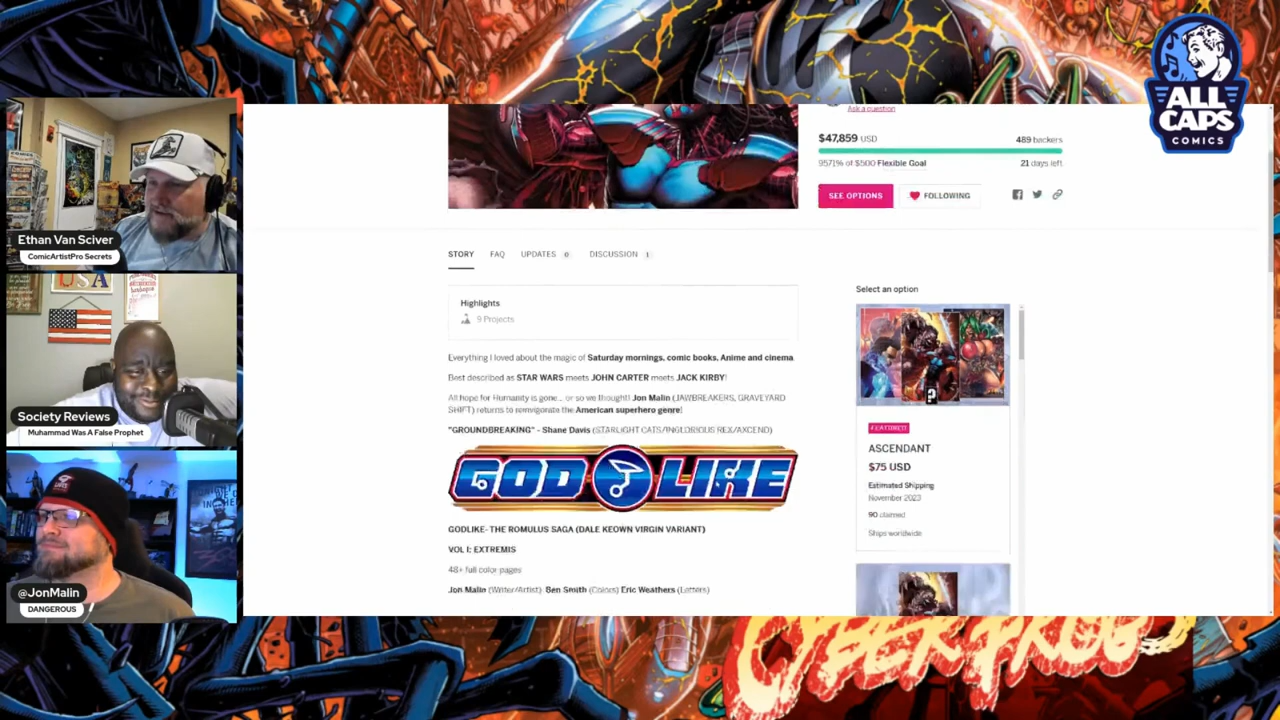 ALL
CAPS
COMICS
Ethan Van Sciver
ComicArtistPro Secrets
USA
Society Reviews
Muhammad Was A False Prophet
@JonMalin
DANGEROUS
Ask a question
$47,859 USD
489 backers
9571% of $500 Flexible Goal
21 days left
SEE OPTIONS
FOLLOWING
STORY
FAQ
UPDATES 0
DISCUSSION 1
Highlights
9 Projects
Everything I loved about the magic of Saturday mornings, comic books, Anime and cinema
Best described as STAR WARS meets JOHN CARTER meets JACK KIRBY!
All hope for Humanity is gone... or so we thought! Jon Malin (JAWBREAKERS, GRAVEYARD
SHIFT) returns to reinvigorate the American superhero genre!
"GROUNDBREAKING" - Shane Davis (STARLIGHT CATS/INGLORIOUS REX/AXCEND)
GOD LIKE
GODLIKE- THE ROMULUS SAGA (DALE KEOWN VIRGIN VARIANT)
VOL I: EXTREMIS
48+ full color pages
Jon Malin (Writer/Artist) Ben Smith (Colors) Eric Weathers (Letters)
Select an option
?
FEATURED
ASCENDANT
$75 USD
Estimated Shipping
November 2023
90 claimed
Ships worldwide
CYBERFROG